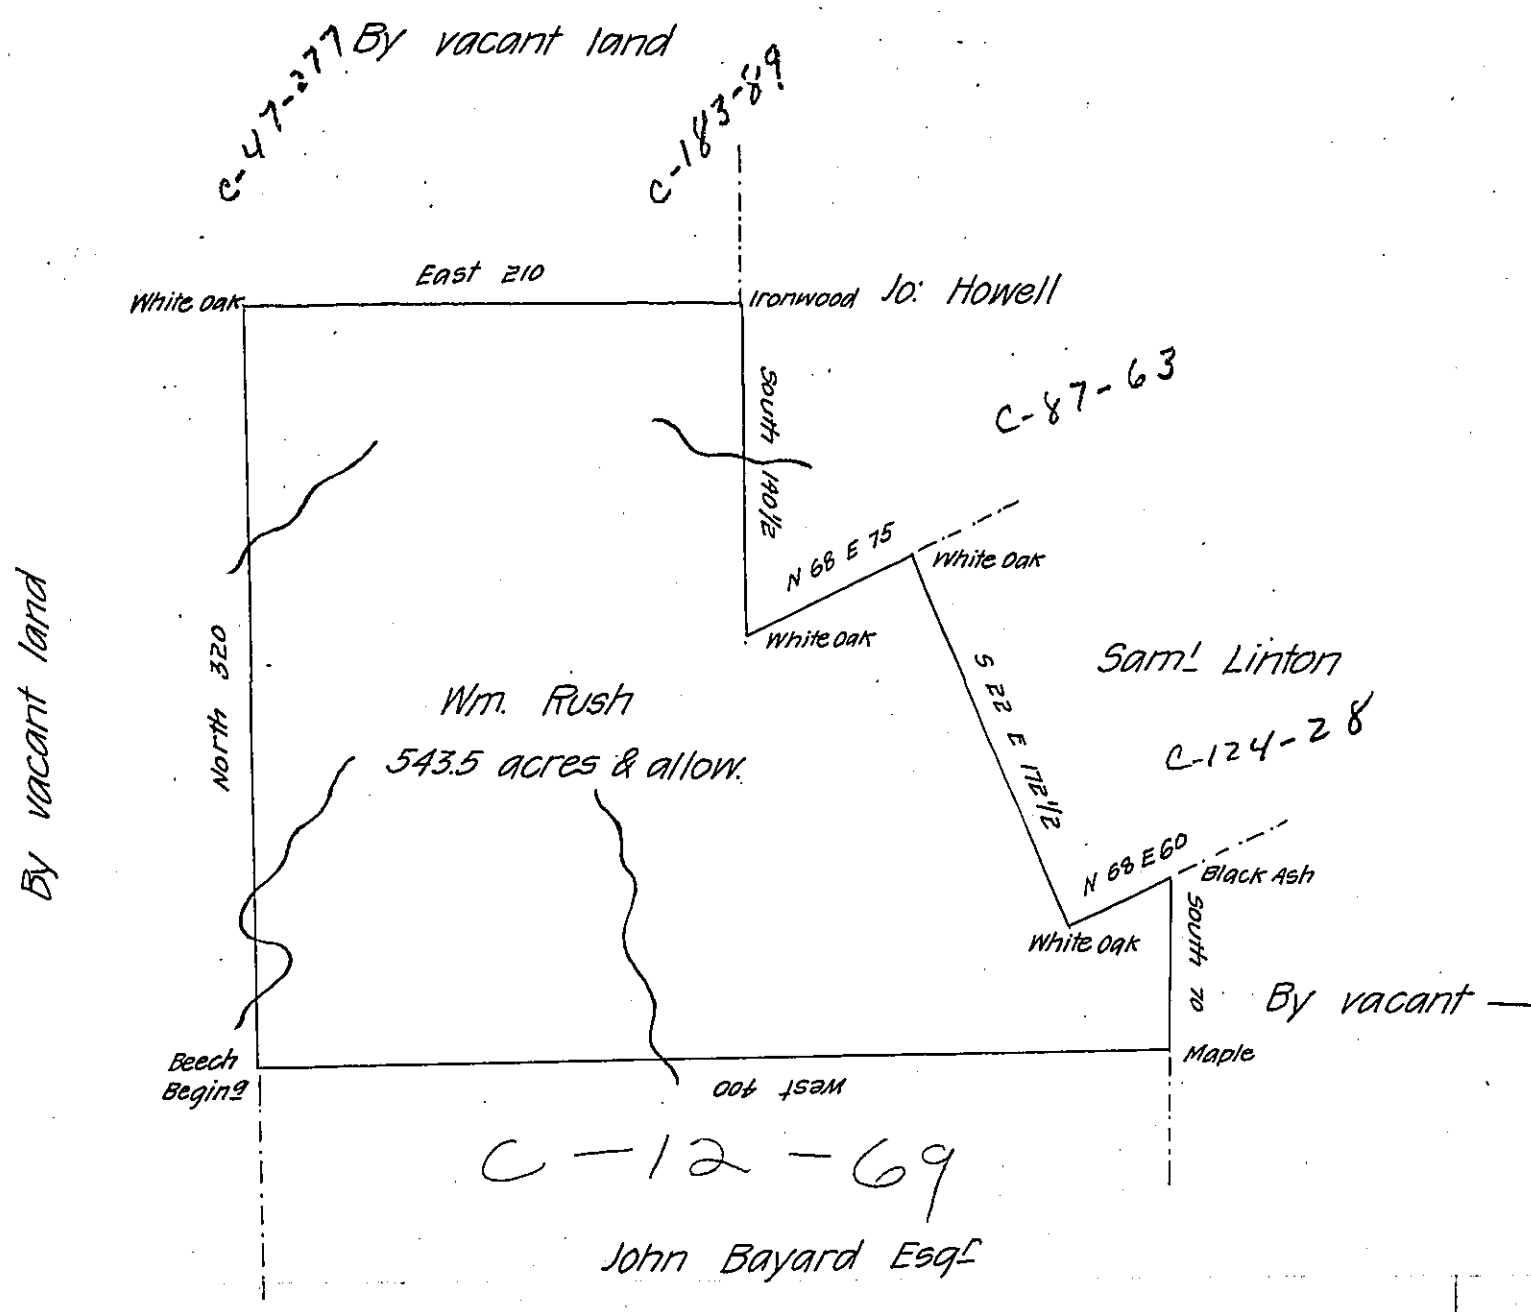 By vacant land
C-47-277
C-183-89
East 210
White Oak
Ironwood
Jo: Howell
South 140 1/2
C-87-63
N 68 E 75
White Oak
White Oak
By vacant land
North 320
S 22 E 172 1/2
Sam! Linton
Wm. Rush
543.5 acres & allow.
C-124-28
N 68 E 60
Black Ash
White Oak
South 70
By vacant —
Beech
Beging
Maple
West 400
C-12-69
John Bayard Esqr